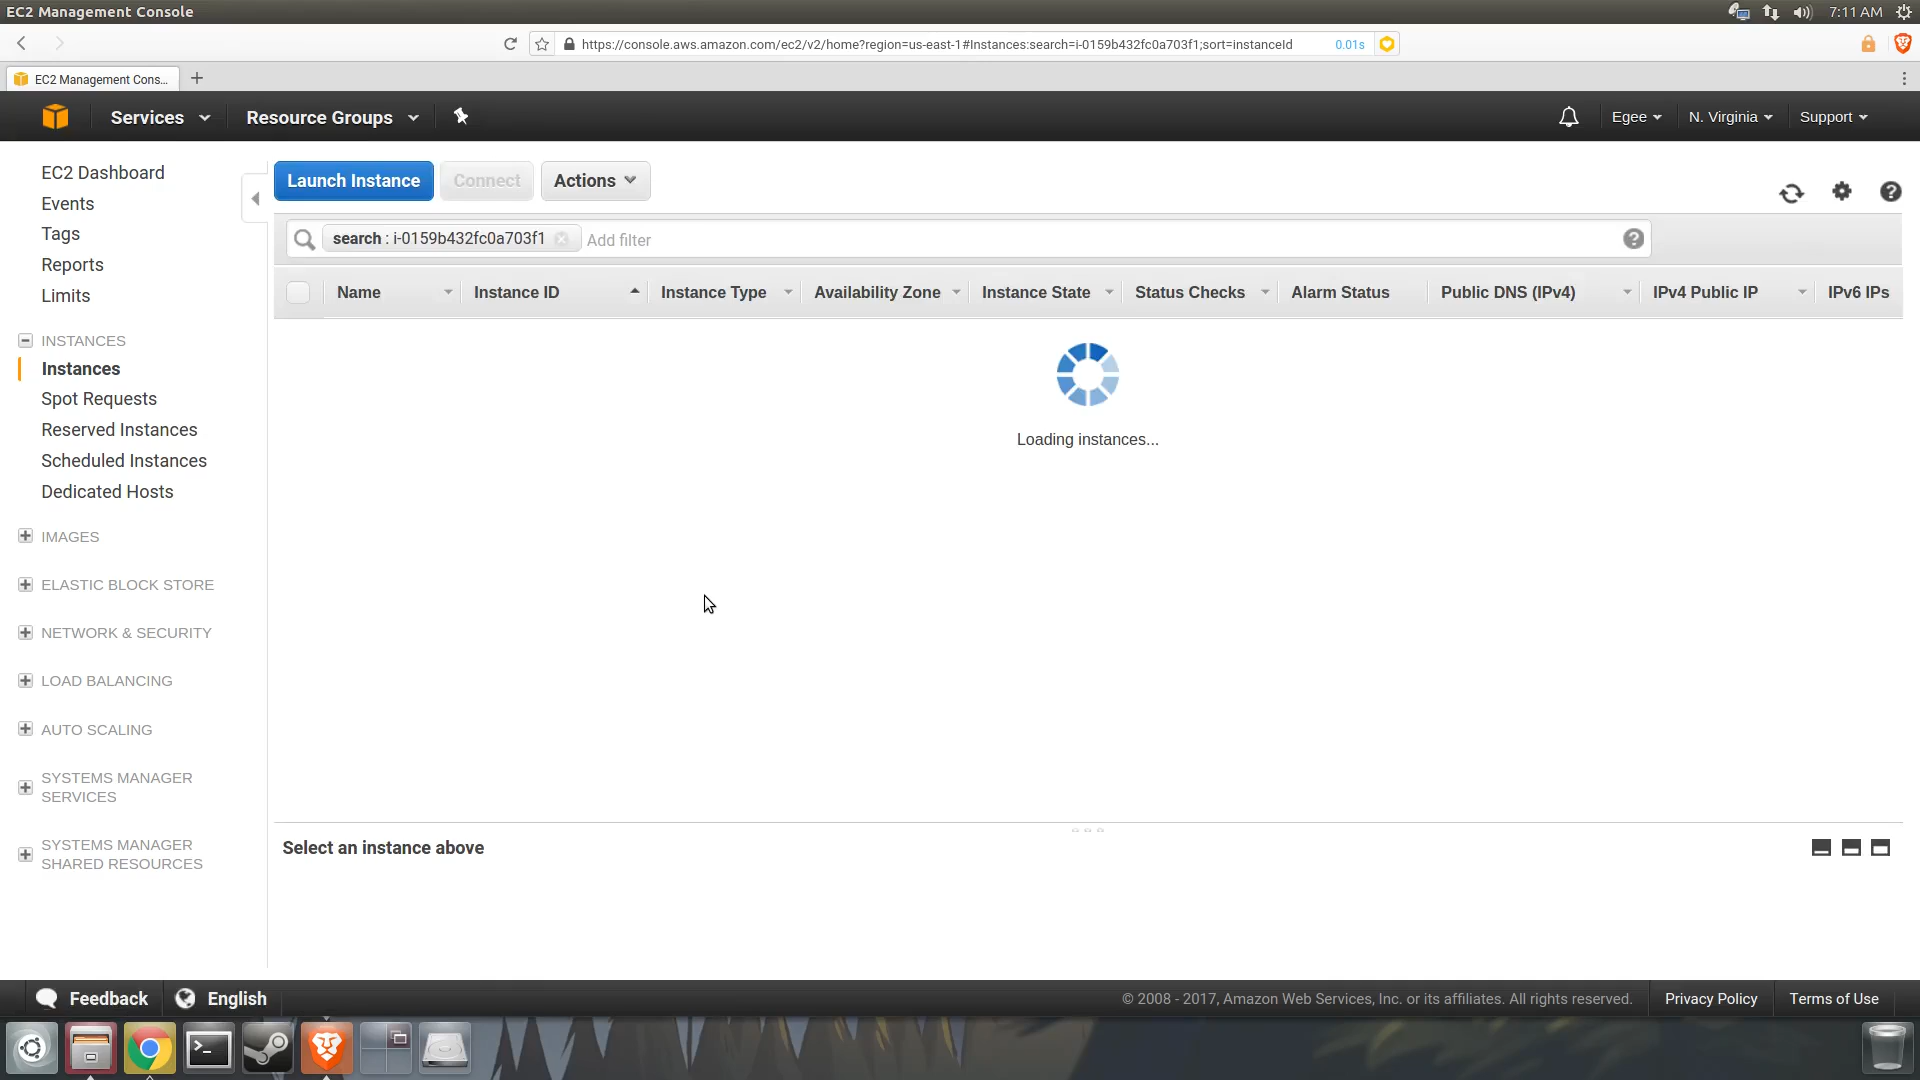 EC2 Management Console
7:11 AM
https://console.aws.amazon.com/ec2/v2/home?region=us-east-1#Instances:search=i-0159b432fc0a703f1;sort=instanceId 0.01s
EC2 Management Cons...
Services
Resource Groups
Egee
N. Virginia
Support
EC2 Dashboard
Events
Tags
Reports
Limits
INSTANCES
Instances
Spot Requests
Reserved Instances
Scheduled Instances
Dedicated Hosts
IMAGES
ELASTIC BLOCK STORE
NETWORK & SECURITY
LOAD BALANCING
AUTO SCALING
SYSTEMS MANAGER
SERVICES
SYSTEMS MANAGER
SHARED RESOURCES
Launch Instance
Connect
Actions
search : i-0159b432fc0a703f1
Add filter
Name
Instance ID
Instance Type
Availability Zone
Instance State
Status Checks
Alarm Status
Public DNS (IPv4)
IPv4 Public IP
IPv6 IPs
Loading instances...
Select an instance above
Feedback
English
© 2008 - 2017, Amazon Web Services, Inc. or its affiliates. All rights reserved.
Privacy Policy
Terms of Use